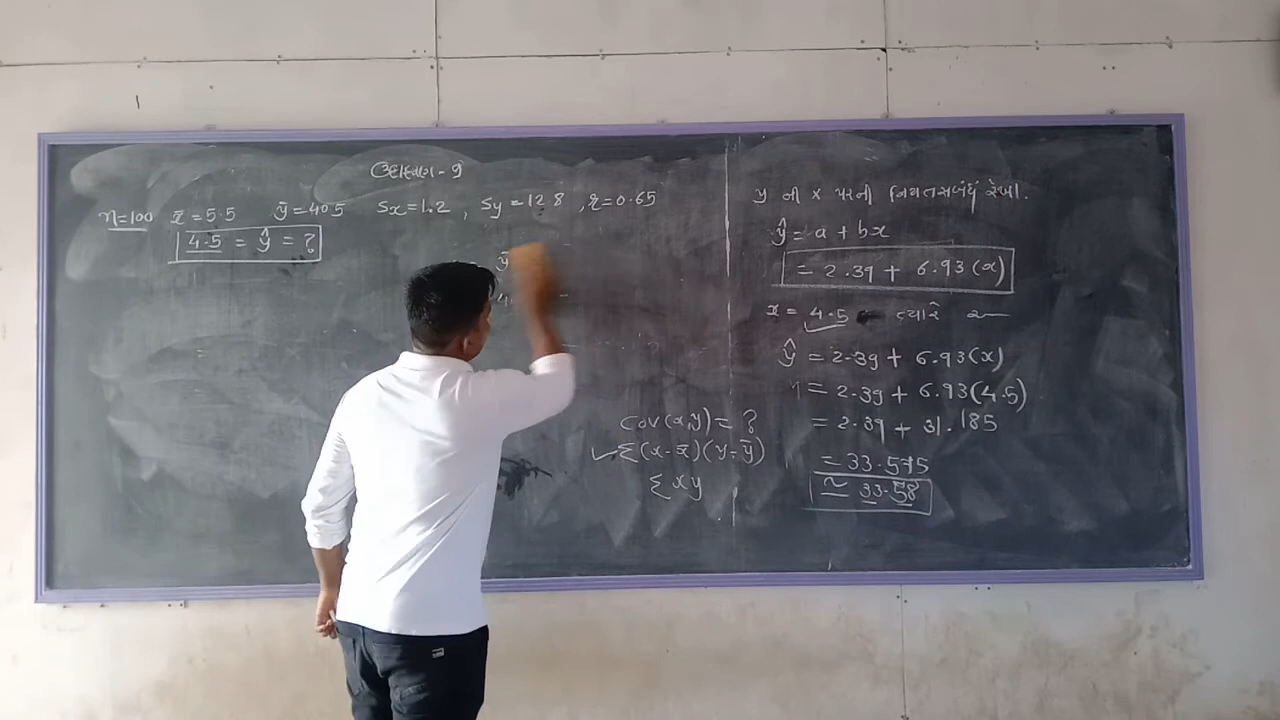 ઉદાહરણ - 9
n=100 x̄ = 5.5 ȳ = 40.5 Sx = 1.2 , Sy = 12.8 , r = 0.65
4.5 = ŷ = ?
ȳ
Cov(x,y) = ?
✓ Σ(x-x̄)(y-ȳ)
Σxy
y ની x પરની નિયતસબંધ રેખા.
ŷ = a + bx
= 2.39 + 6.93(x)
x = 4.5 ત્યારે
ŷ = 2.39 + 6.93(x)
= 2.39 + 6.93(4.5)
= 2.39 + 31.185
= 33.575
≃ 33.58